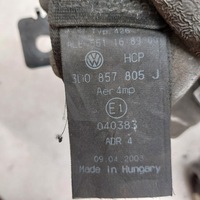 HCP
3D0 857 805 J
Aer4mp
E1
040383
ADR 4
09.04.2003
Made in Hungary